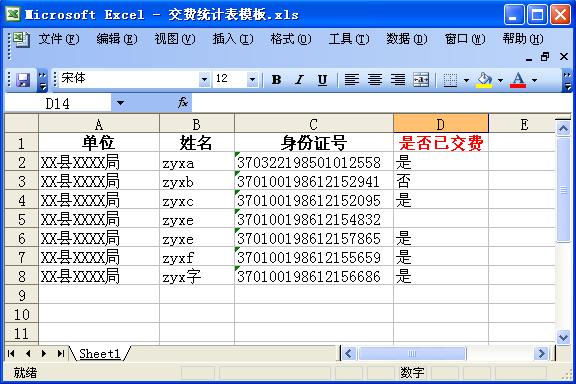 Microsoft Excel - 交费统计表模板.xls
文件(F) 编辑(E) 视图(V) 插入(I) 格式(O) 工具(T) 数据(D) 窗口(W) 帮助(H)
宋体 12 B I U A
D14 fx
A B C D E
1 单位 姓名 身份证号 是否已交费
2 XX县XXXX局 zyxa 370322198501012558 是
3 XX县XXXX局 zyxb 370100198612152941 否
4 XX县XXXX局 zyxc 370100198612152095 是
5 XX县XXXX局 zyxe 370100198612154832
6 XX县XXXX局 zyxe 370100198612157865 是
7 XX县XXXX局 zyxf 370100198612155659 是
8 XX县XXXX局 zyx字 370100198612156686 是
9
10
11
Sheet1
就绪 数字